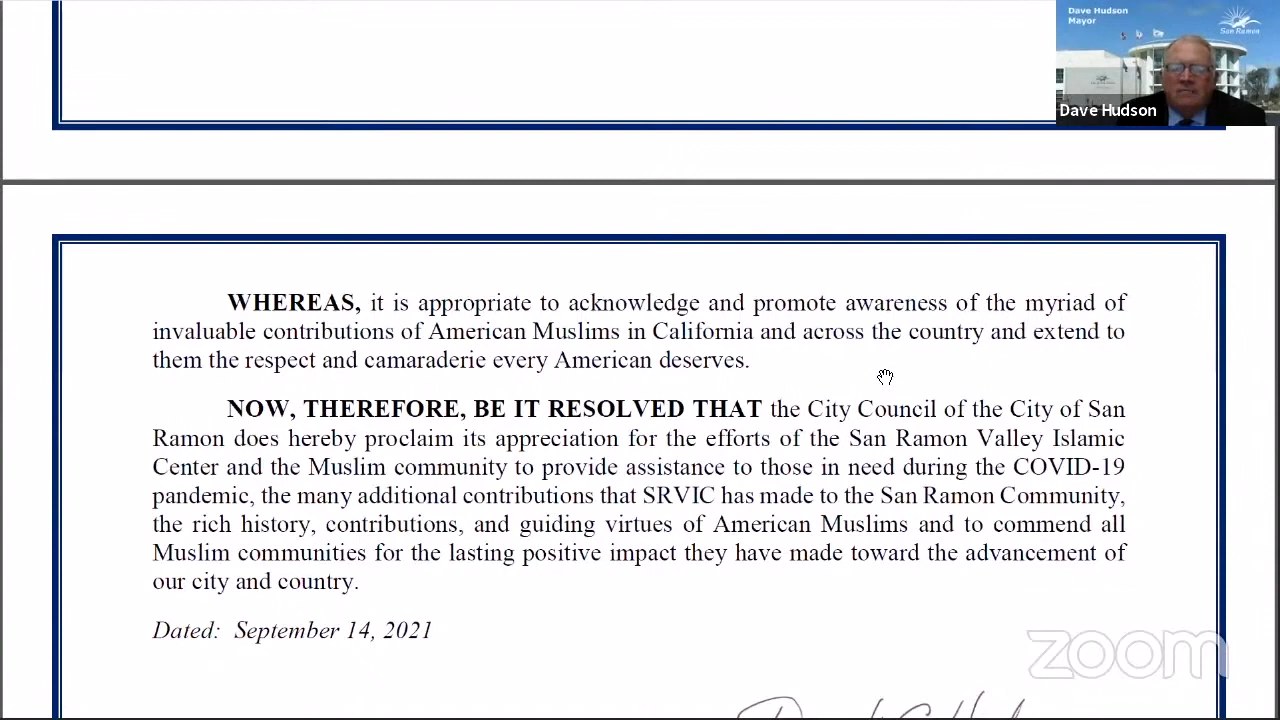 Dave Hudson
Mayor
San Ramon
Dave Hudson
WHEREAS, it is appropriate to acknowledge and promote awareness of the myriad of
invaluable contributions of American Muslims in California and across the country and extend to
them the respect and camaraderie every American deserves.
NOW, THEREFORE, BE IT RESOLVED THAT the City Council of the City of San
Ramon does hereby proclaim its appreciation for the efforts of the San Ramon Valley Islamic
Center and the Muslim community to provide assistance to those in need during the COVID-19
pandemic, the many additional contributions that SRVIC has made to the San Ramon Community,
the rich history, contributions, and guiding virtues of American Muslims and to commend all
Muslim communities for the lasting positive impact they have made toward the advancement of
our city and country.
Dated: September 14, 2021
zoom